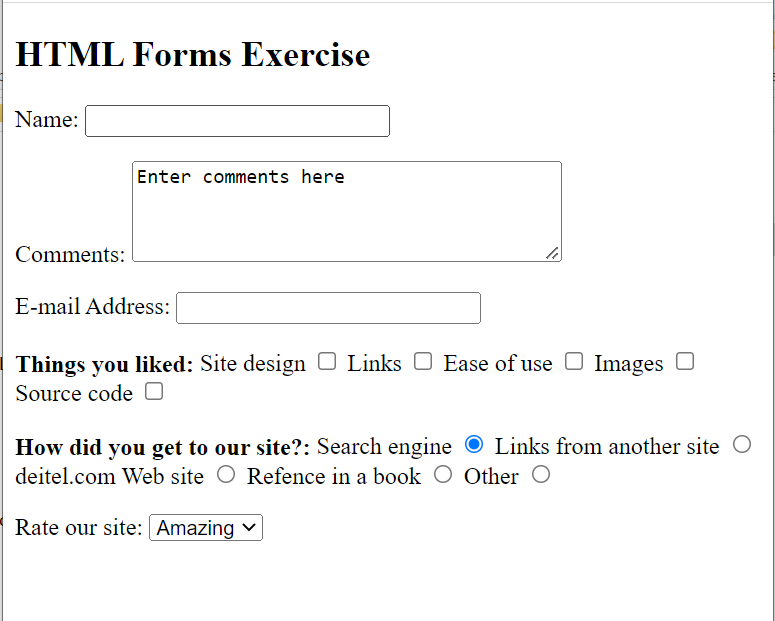 HTML Forms Exercise
Name:
Enter comments here
Comments:
E-mail Address:
Things you liked: Site design Links Ease of use Images
Source code
How did you get to our site?: Search engine Links from another site
deitel.com Web site Refence in a book Other
Rate our site: Amazing